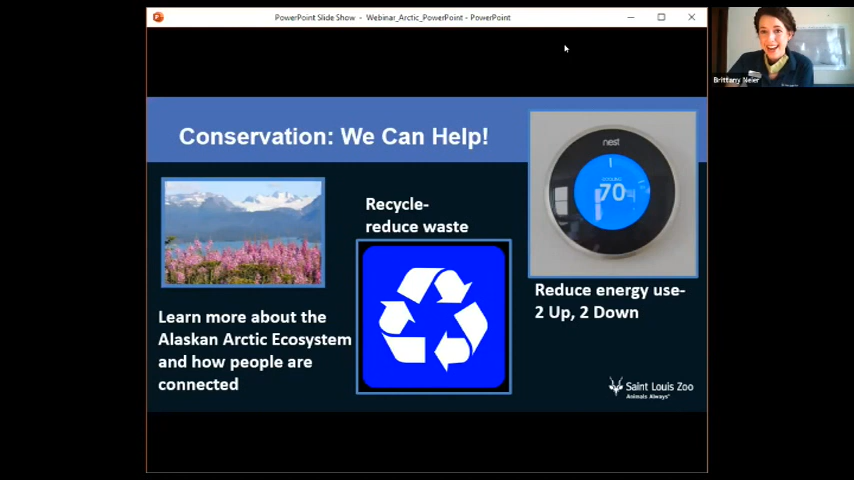 PowerPoint Slide Show - Webinar_Arctic_PowerPoint - PowerPoint
Brittany Neier
Conservation: We Can Help!
nest
COOLING
70
Recycle-
reduce waste
Reduce energy use-
2 Up, 2 Down
Learn more about the
Alaskan Arctic Ecosystem
and how people are
connected
Saint Louis Zoo
Animals Always®